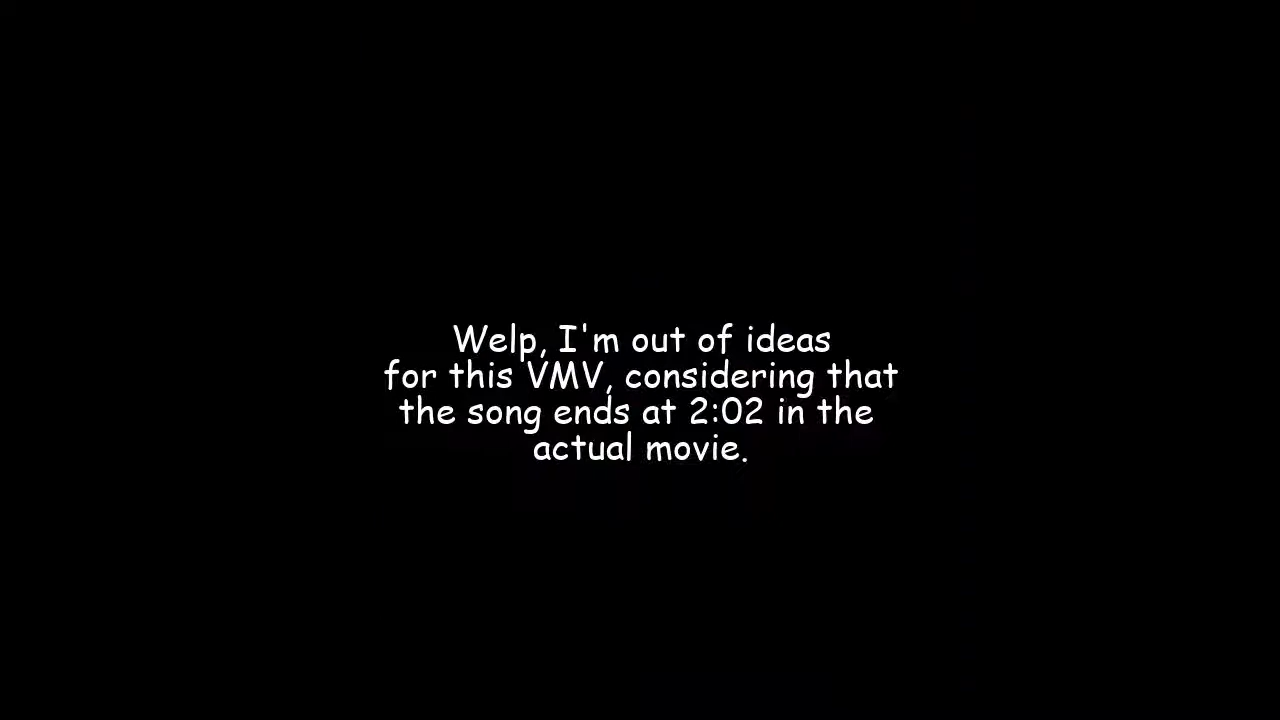 Welp, I'm out of ideas
for this VMV, considering that
the song ends at 2:02 in the
actual movie.